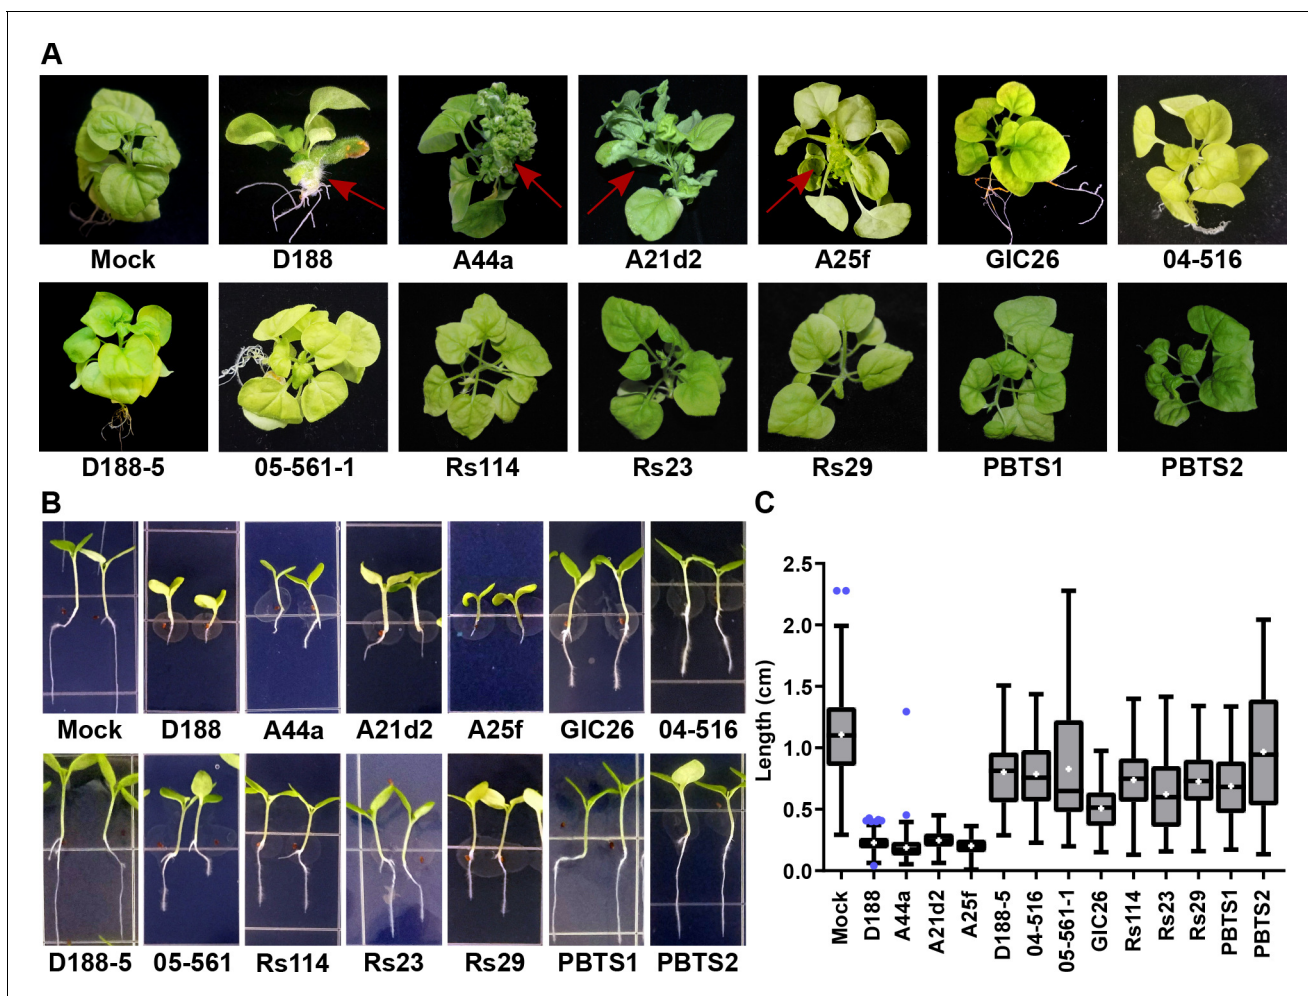 A
Mock D188 A44a A21d2 A25f GIC26 04-516
D188-5 05-561-1 Rs114 Rs23 Rs29 PBTS1 PBTS2
B
Mock D188 A44a A21d2 A25f GIC26 04-516
D188-5 05-561 Rs114 Rs23 Rs29 PBTS1 PBTS2
C
Length (cm)
2.5
2.0
1.5
1.0
0.5
0.0
Mock
D188
A44a
A21d2
A25f
D188-5
04-516
05-561-1
GIC26
Rs114
Rs23
Rs29
PBTS1
PBTS2